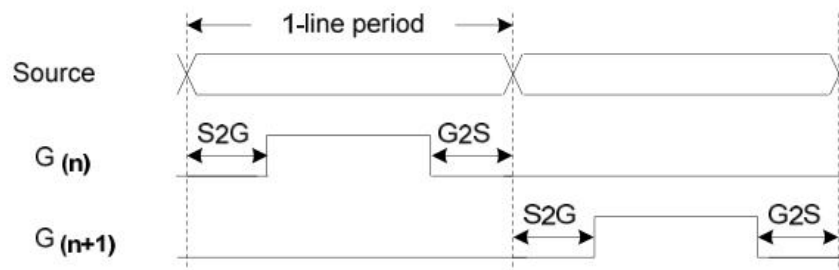 1-line period
Source
S2G G2S
G (n)
S2G G2S
G (n+1)